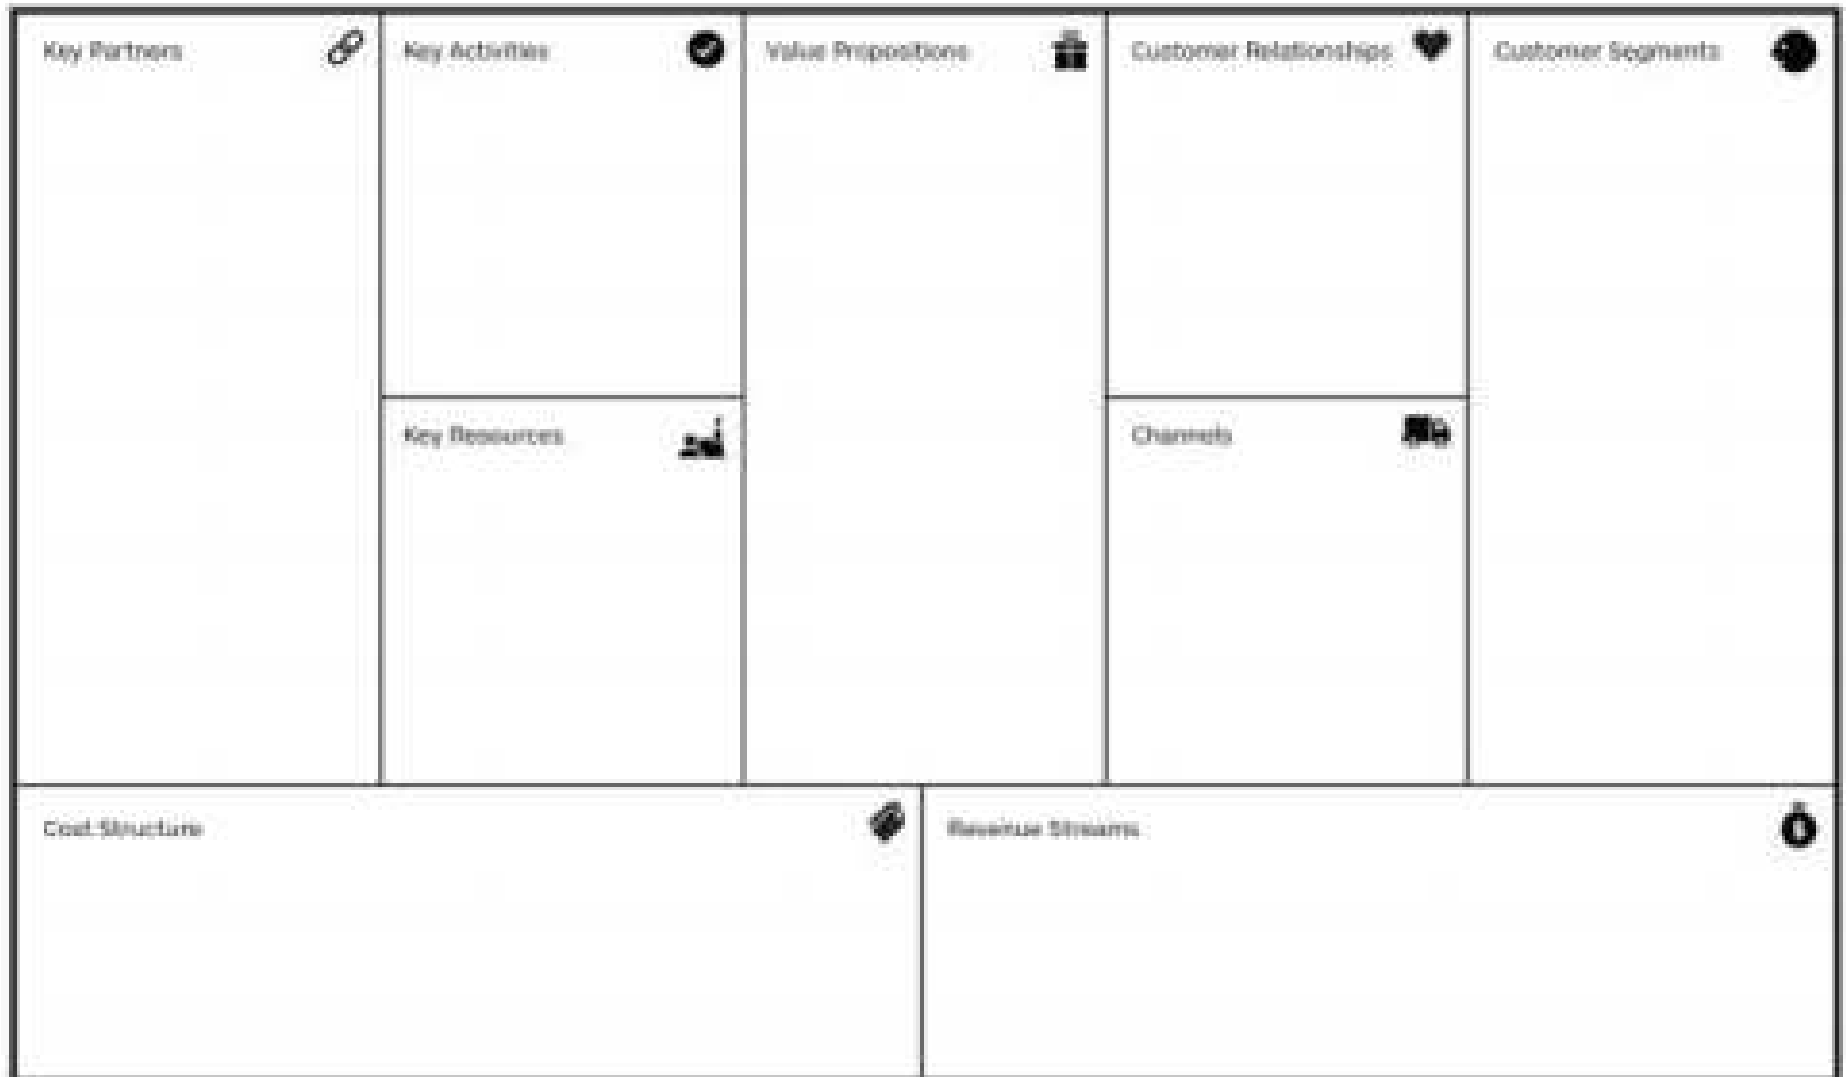 Key Partners
Key Activities
Value Propositions
Customer Relationships
Customer Segments
Key Resources
Channels
Cost Structure
Revenue Streams